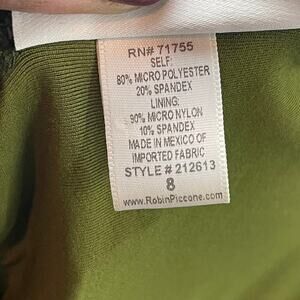 RN# 71755
SELF:
80% MICRO POLYESTER
20% SPANDEX
LINING:
90% MICRO NYLON
10% SPANDEX
MADE IN MEXICO OF
IMPORTED FABRIC
STYLE # 212613
8
www.RobinPiccone.com